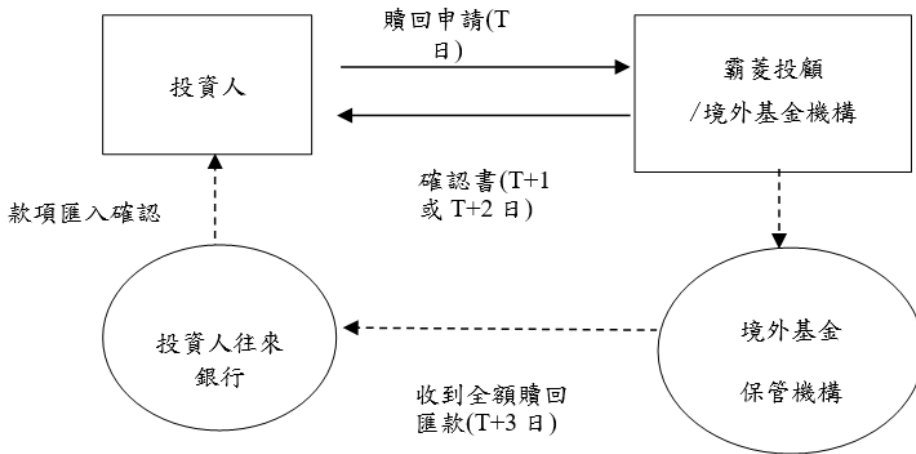 贖回申請(T
日)
投資人
霸菱投顧
/境外基金機構
確認書(T+1
或 T+2 日)
款項匯入確認
投資人往來
銀行
境外基金
保管機構
收到全額贖回
匯款(T+3 日)